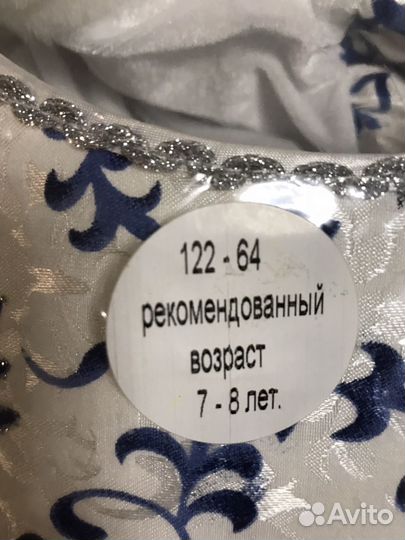 122 - 64
рекомендованный
возраст
7 - 8 лет.
Avito